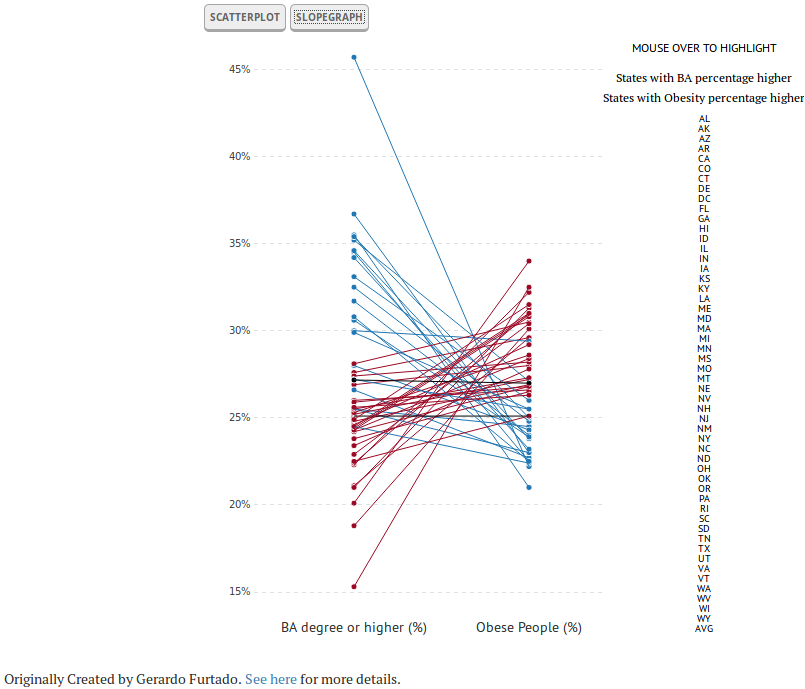 SCATTERPLOT SLOPEGRAPH
MOUSE OVER TO HIGHLIGHT
States with BA percentage higher
States with Obesity percentage higher
45%
40%
35%
30%
25%
20%
15%
BA degree or higher (%) Obese People (%)
AL
AK
AZ
AR
CA
CO
CT
DE
DC
FL
GA
HI
ID
IL
IN
IA
KS
KY
LA
ME
MD
MA
MI
MN
MS
MO
MT
NE
NV
NH
NJ
NM
NY
NC
ND
OH
OK
OR
PA
RI
SC
SD
TN
TX
UT
VA
VT
WA
WV
WI
WY
AVG
Originally Created by Gerardo Furtado. See here for more details.